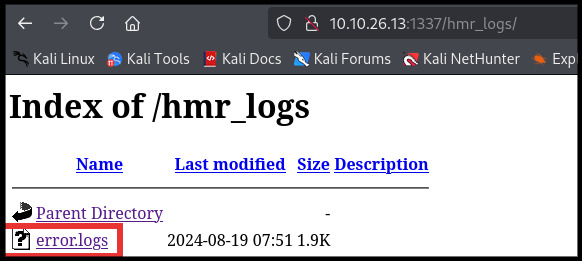 10.10.26.13:1337/hmr_logs/
Kali Linux Kali Tools Kali Docs Kali Forums Kali NetHunter
Index of /hmr_logs
Name Last modified Size Description
Parent Directory -
error.logs 2024-08-19 07:51 1.9K